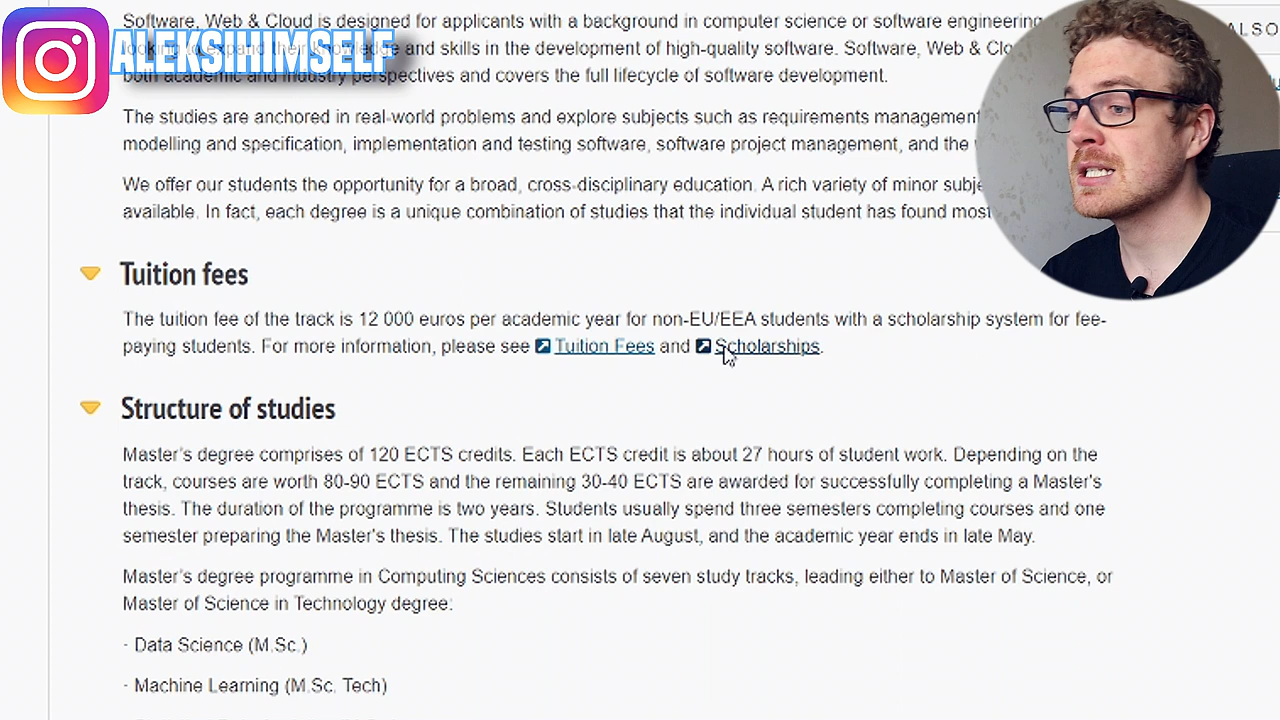 Software, Web & Cloud is designed for applicants with a background in computer science or software engineering
ALEKSIHIMSELF
looking to expand their knowledge and skills in the development of high-quality software. Software, Web &
both academic and industry perspectives and covers the full lifecycle of software development.
ALSO
The studies are anchored in real-world problems and explore subjects such as requirements management
modelling and specification, implementation and testing software, software project management, and the
We offer our students the opportunity for a broad, cross-disciplinary education. A rich variety of minor
available. In fact, each degree is a unique combination of studies that the individual student has found most
Tuition fees
The tuition fee of the track is 12 000 euros per academic year for non-EU/EEA students with a scholarship system for fee-
paying students. For more information, please see Tuition Fees and Scholarships.
Structure of studies
Master's degree comprises of 120 ECTS credits. Each ECTS credit is about 27 hours of student work. Depending on the
track, courses are worth 80-90 ECTS and the remaining 30-40 ECTS are awarded for successfully completing a Master's
thesis. The duration of the programme is two years. Students usually spend three semesters completing courses and one
semester preparing the Master's thesis. The studies start in late August, and the academic year ends in late May.
Master's degree programme in Computing Sciences consists of seven study tracks, leading either to Master of Science, or
Master of Science in Technology degree:
- Data Science (M.Sc.)
- Machine Learning (M.Sc. Tech)